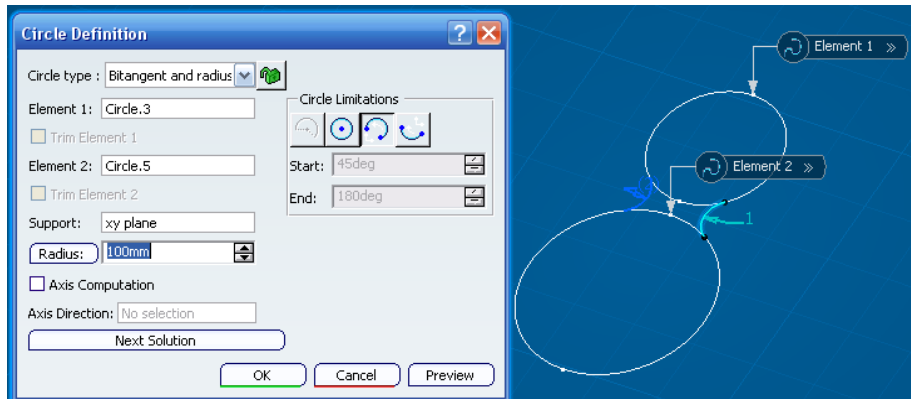 Circle Definition
Circle type : Bitangent and radius
Element 1: Circle.3
Trim Element 1
Element 2: Circle.5
Trim Element 2
Support: xy plane
Radius: 100mm
Axis Computation
Axis Direction: No selection
Next Solution
OK Cancel Preview
Circle Limitations
Start: 45deg
End: 180deg
Element 1 »
Element 2 »
1